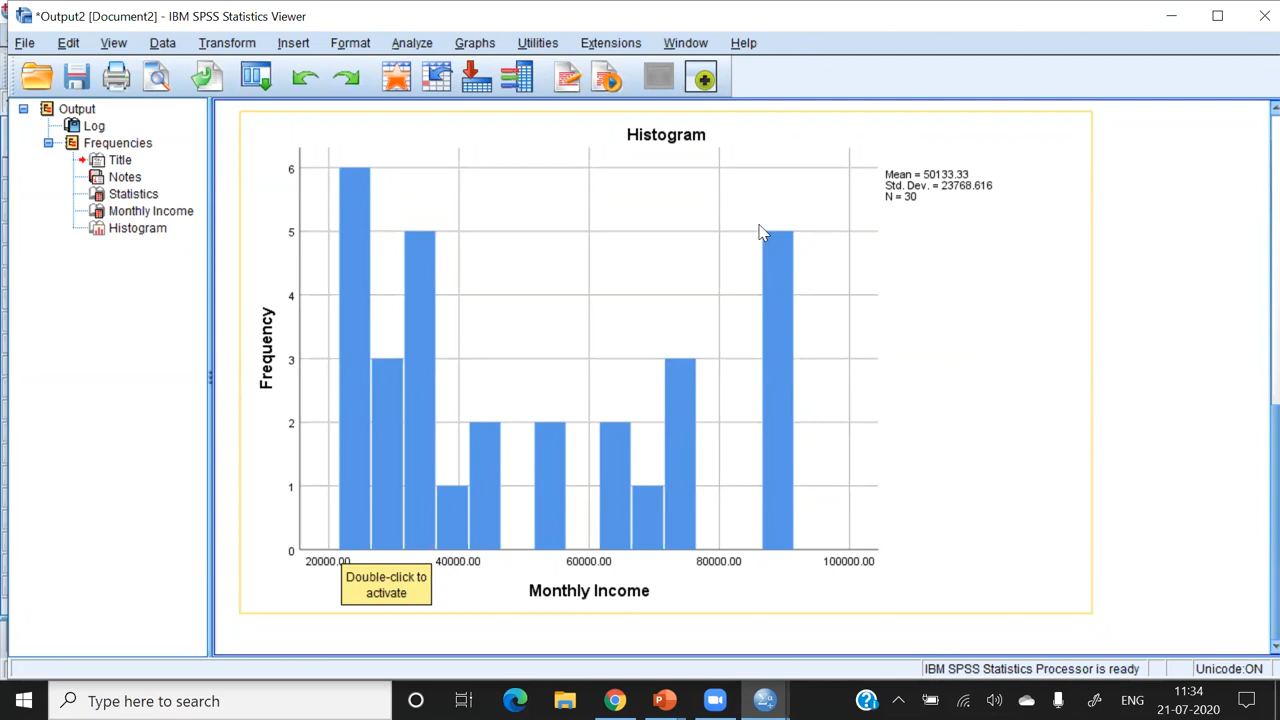 *Output2 [Document2] - IBM SPSS Statistics Viewer
File Edit View Data Transform Insert Format Analyze Graphs Utilities Extensions Window Help
Output
Log
Frequencies
Title
Notes
Statistics
Monthly Income
Histogram
Histogram
Mean = 50133.33
Std. Dev. = 23768.616
N = 30
Frequency
6
5
4
3
2
1
0
20000.00 40000.00 60000.00 80000.00 100000.00
Double-click to
activate
Monthly Income
IBM SPSS Statistics Processor is ready Unicode:ON
Type here to search
ENG
11:34
21-07-2020